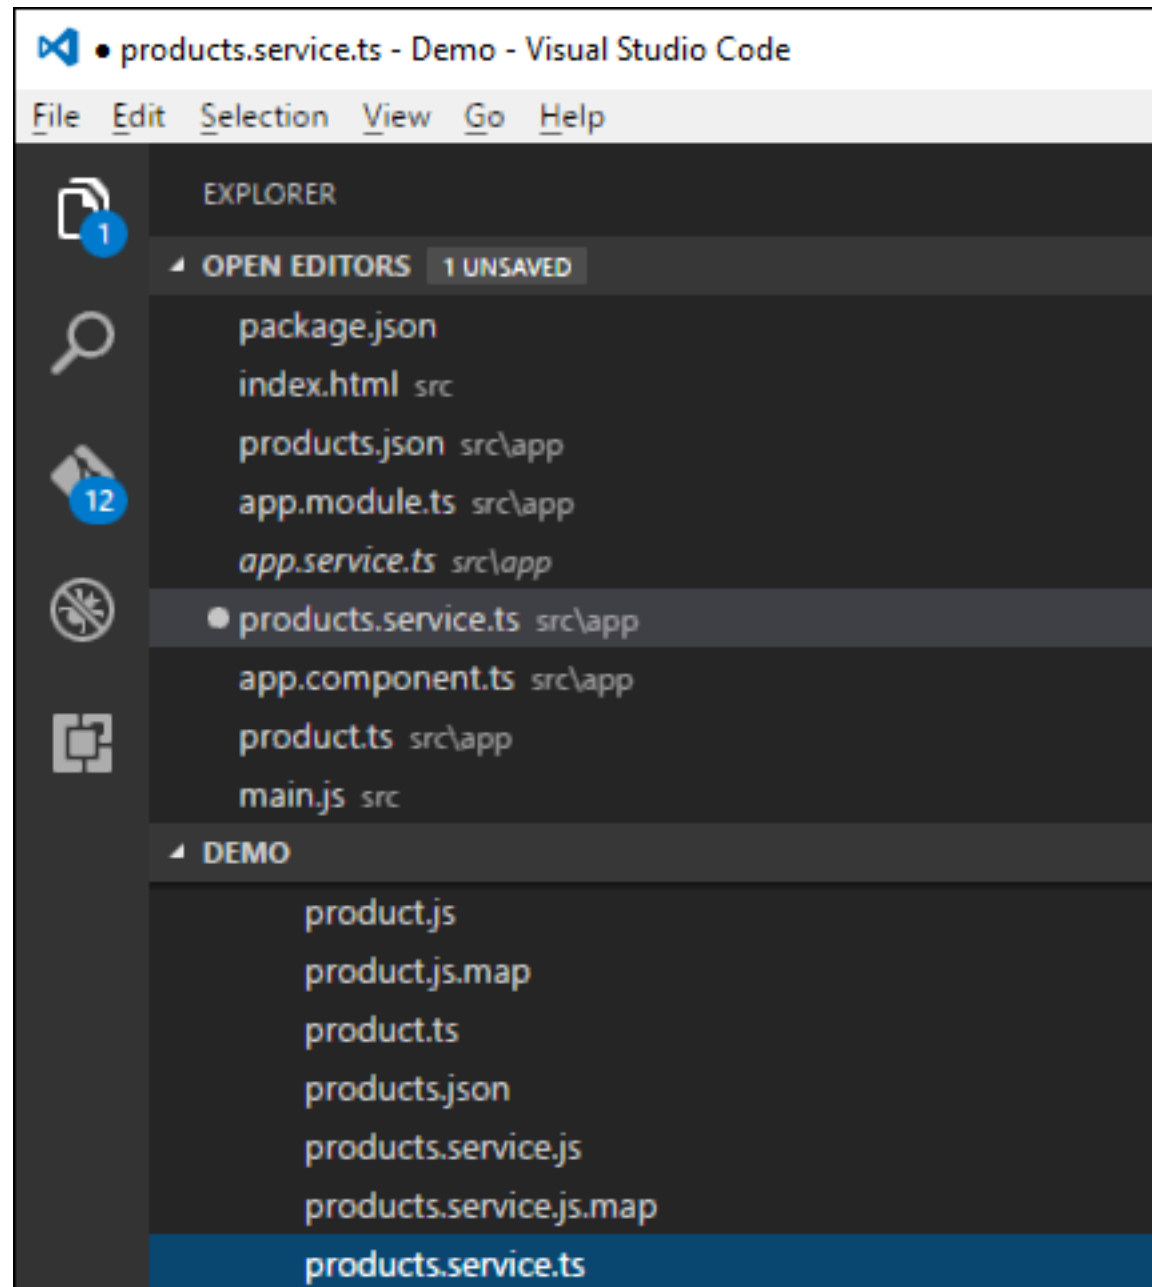 ● products.service.ts - Demo - Visual Studio Code
File Edit Selection View Go Help
EXPLORER
1
OPEN EDITORS 1 UNSAVED
package.json
index.html src
products.json src\app
12
app.module.ts src\app
app.service.ts src\app
● products.service.ts src\app
app.component.ts src\app
product.ts src\app
main.js src
DEMO
product.js
product.js.map
product.ts
products.json
products.service.js
products.service.js.map
products.service.ts